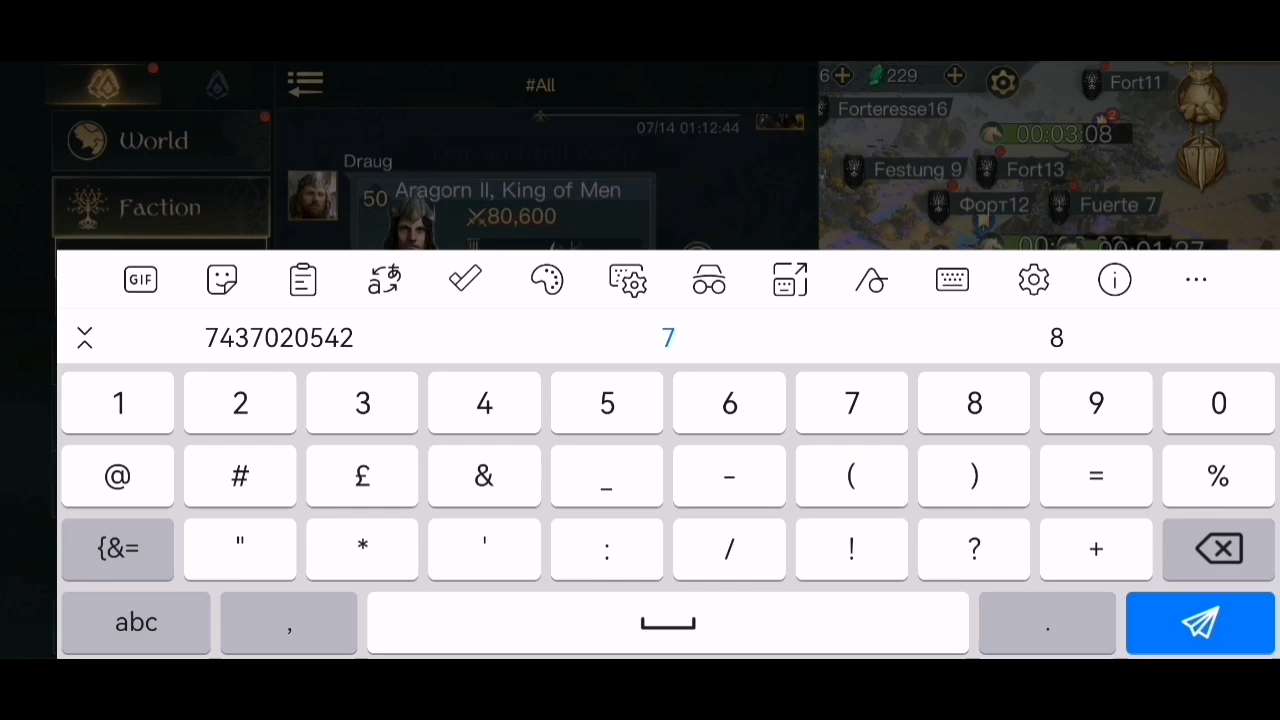 #All
6 229
Fort11
Forteresse16
World
07/14 01:12:44
00:03:08
Draug
Festung 9
Fort13
50 Aragorn II, King of Men
Faction
80,600
Форт12
Fuerte 7
2
GIF
7437020542 7 8
1 2 3 4 5 6 7 8 9 0
@ # £ & _ - ( ) = %
{&= " * ' : / ! ? +
abc , .